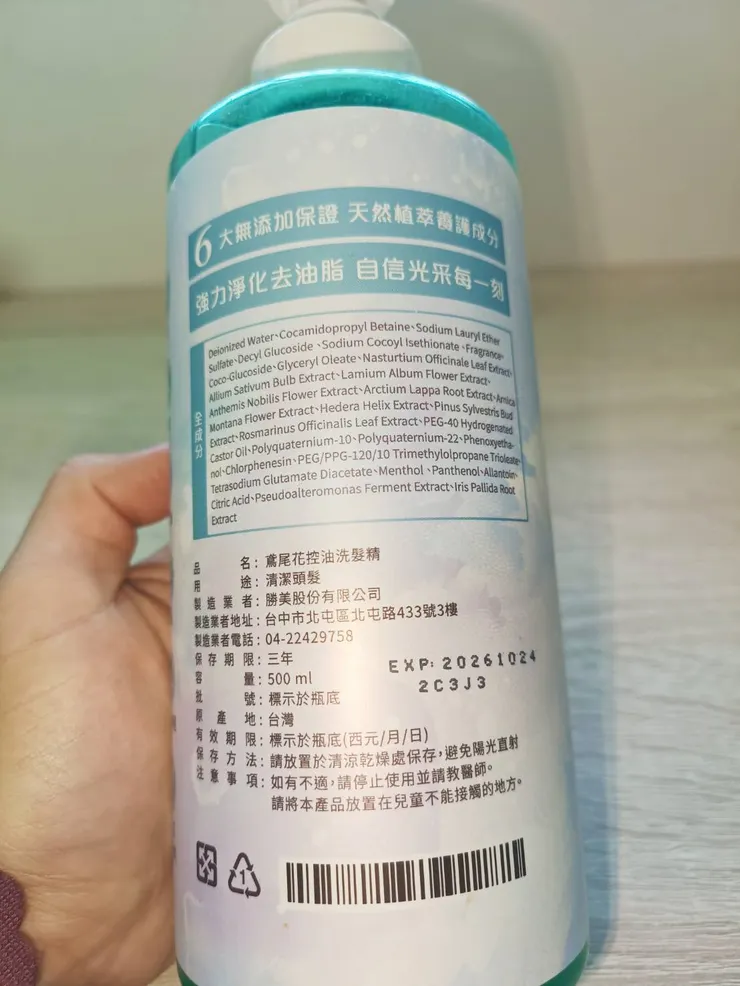 6大無添加保證 天然植萃養護成分
強力淨化去油脂 自信光采每一刻
全成分
Deionized Water、Cocamidopropyl Betaine、Sodium Lauryl Ether
Sulfate、Decyl Glucoside、Sodium Cocoyl Isethionate、Fragrance、
Coco-Glucoside、Glyceryl Oleate、Nasturtium Officinale Leaf Extract、
Allium Sativum Bulb Extract、Lamium Album Flower Extract、
Anthemis Nobilis Flower Extract、Arctium Lappa Root Extract、Arnica
Montana Flower Extract、Hedera Helix Extract、Pinus Sylvestris Bud
Extract、Rosmarinus Officinalis Leaf Extract、PEG-40 Hydrogenated
Castor Oil、Polyquaternium-10、Polyquaternium-22、Phenoxyetha-
nol、Chlorphenesin、PEG/PPG-120/10 Trimethylolpropane Trioleate、
Tetrasodium Glutamate Diacetate、Menthol、Panthenol、Allantoin、
Citric Acid、Pseudoalteromonas Ferment Extract、Iris Pallida Root
Extract
品名：鳶尾花控油洗髮精
用途：清潔頭髮
製造業者：勝美股份有限公司
製造業者地址：台中市北屯區北屯路433號3樓
製造業者電話：04-22429758
保存期限：三年
容量：500 ml
批號：標示於瓶底
原產地：台灣
有效期限：標示於瓶底(西元/月/日)
保存方法：請放置於清涼乾燥處保存，避免陽光直射
注意事項：如有不適，請停止使用並請教醫師。
請將本產品放置在兒童不能接觸的地方。
EXP: 20261024
2C3J3
1